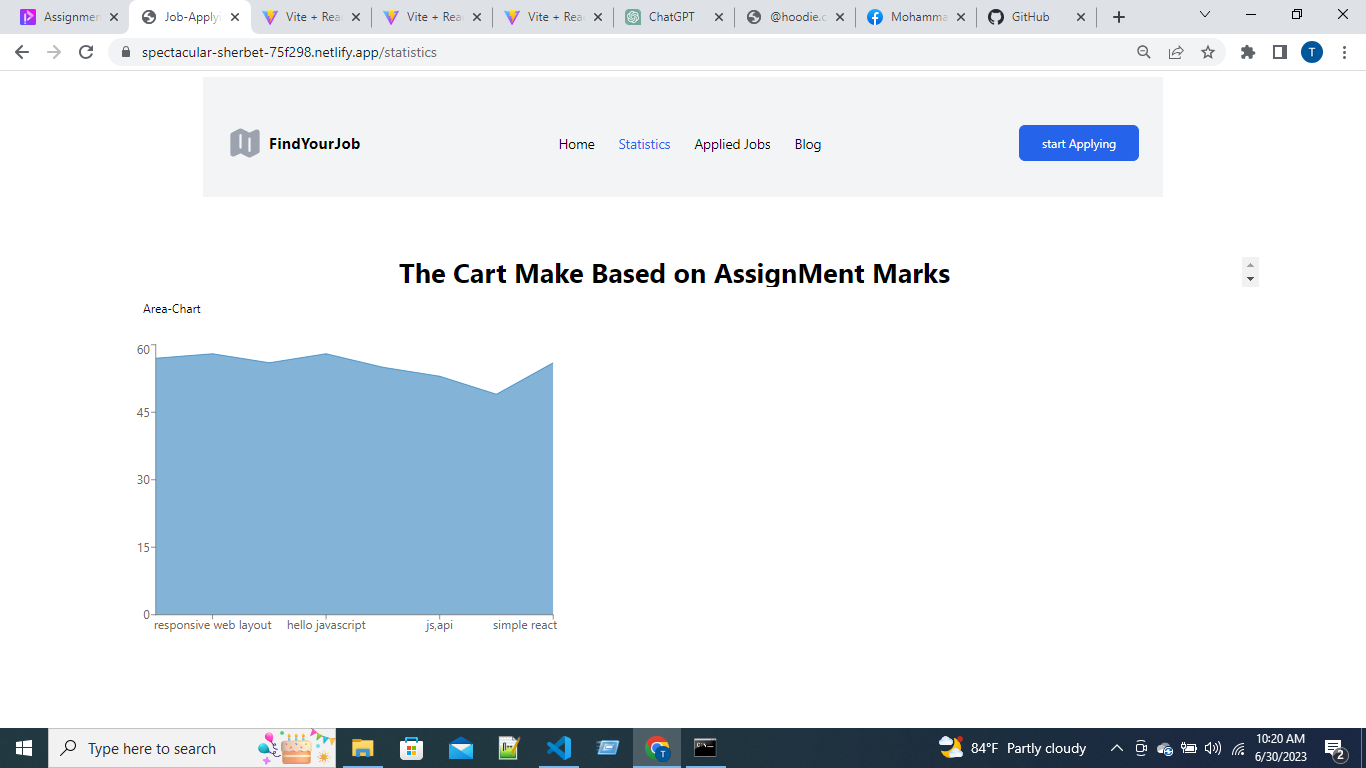 Assignmen
Job-Applyi
Vite + Rea
Vite + Rea
Vite + Rea
ChatGPT
@hoodie.c
Mohamma
GitHub
spectacular-sherbet-75f298.netlify.app/statistics
T
FindYourJob
Home
Statistics
Applied Jobs
Blog
start Applying
The Cart Make Based on AssignMent Marks
Area-Chart
60
45
30
15
0
responsive web layout
hello javascript
js,api
simple react
Type here to search
T
84°F Partly cloudy
10:20 AM
6/30/2023
2